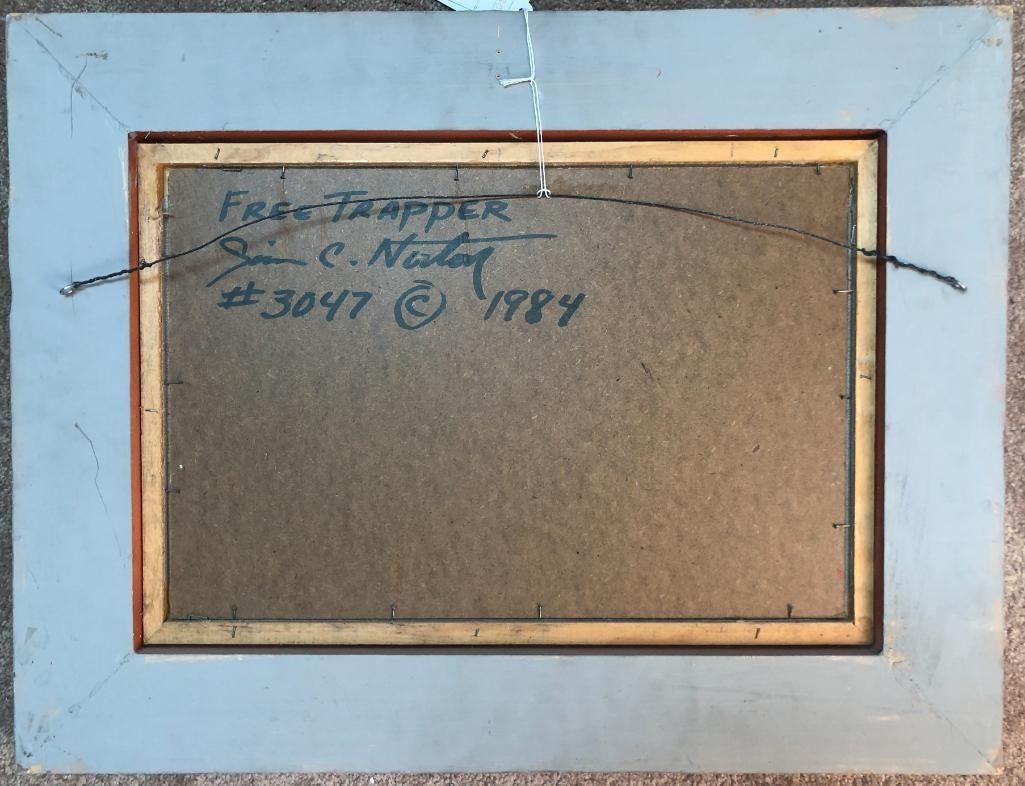 FREE TRAPPER
Jim C. Norton
#3047 © 1984